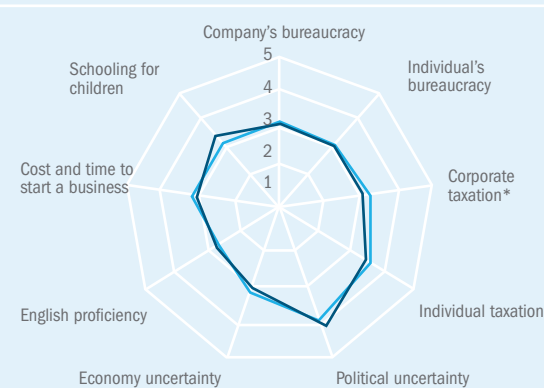 Company's bureaucracy
5
4
3
2
1
Individual's
bureaucracy
Corporate
taxation*
Individual taxation
Political uncertainty
Economy uncertainty
English proficiency
Cost and time to
start a business
Schooling for
children